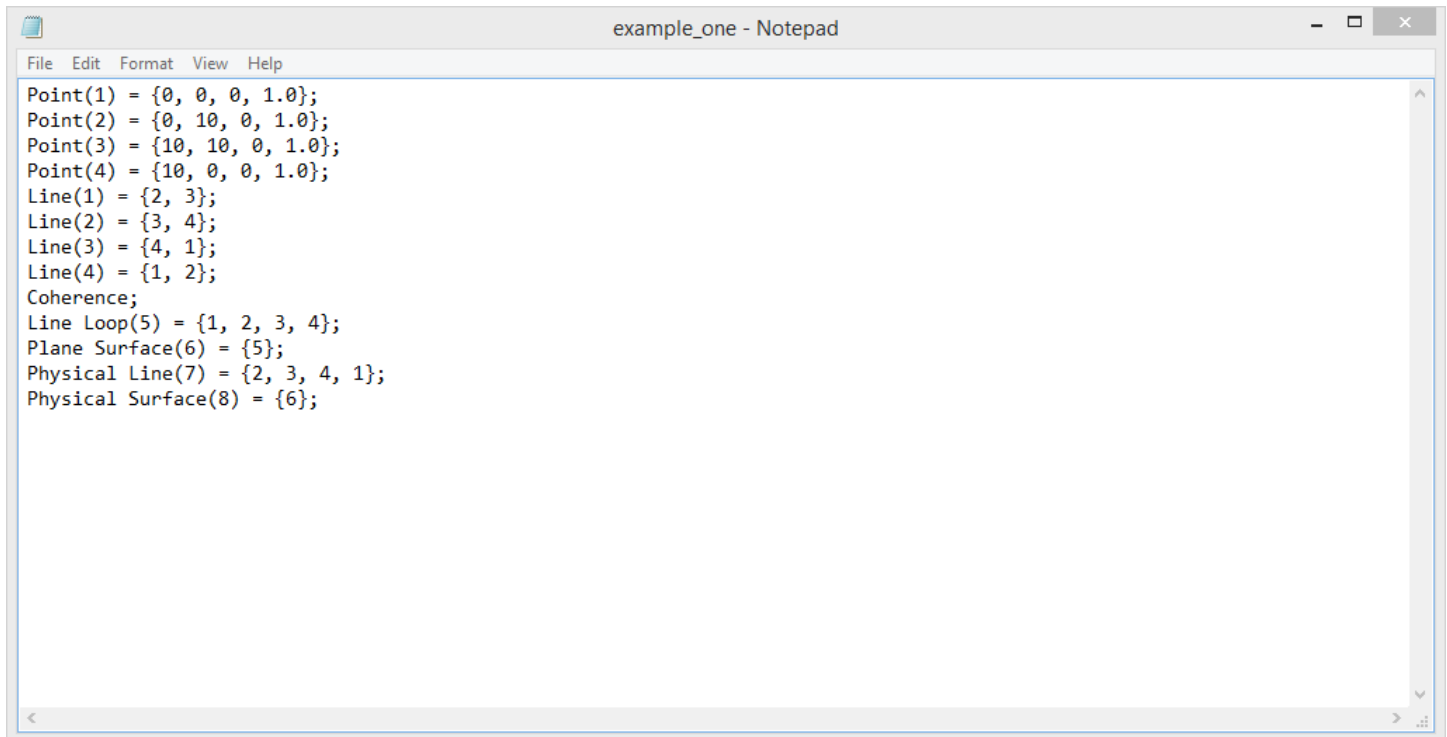 example_one - Notepad
File Edit Format View Help
Point(1) = {0, 0, 0, 1.0};
Point(2) = {0, 10, 0, 1.0};
Point(3) = {10, 10, 0, 1.0};
Point(4) = {10, 0, 0, 1.0};
Line(1) = {2, 3};
Line(2) = {3, 4};
Line(3) = {4, 1};
Line(4) = {1, 2};
Coherence;
Line Loop(5) = {1, 2, 3, 4};
Plane Surface(6) = {5};
Physical Line(7) = {2, 3, 4, 1};
Physical Surface(8) = {6};